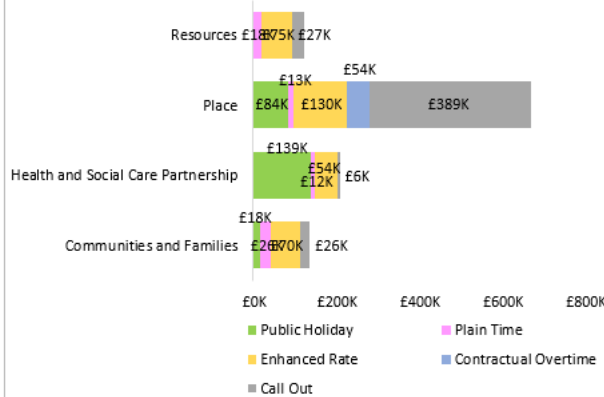 Resources £18K £75K £27K
£54K
£13K
Place £84K £130K £389K
£139K
£54K
Health and Social Care Partnership £12K £6K
£18K
Communities and Families £26K £70K £26K
£0K £200K £400K £600K £800K
Public Holiday Plain Time
Enhanced Rate Contractual Overtime
Call Out